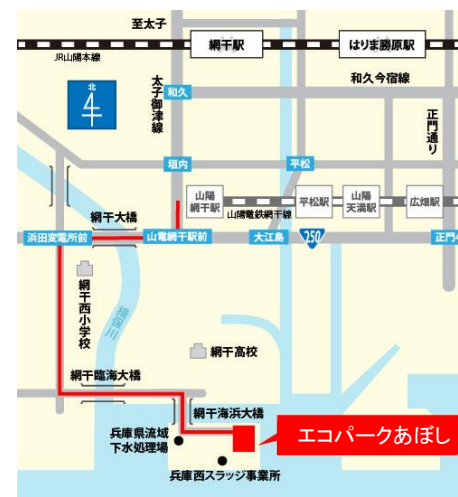 至太子
網干駅
はりま勝原駅
JR山陽本線
北
太子御津線
和久
和久今宿線
正門通り
垣内
平松
山陽
網干駅
山陽電鉄網干線
平松駅
山陽
天満駅
広畑駅
網干大橋
浜田変電所前
山電網干駅前
大江島
250
正門
網干西小学校
揖保川
網干高校
網干臨海大橋
網干海浜大橋
兵庫県流域
下水処理場
エコパークあぼし
兵庫西スラッジ事業所